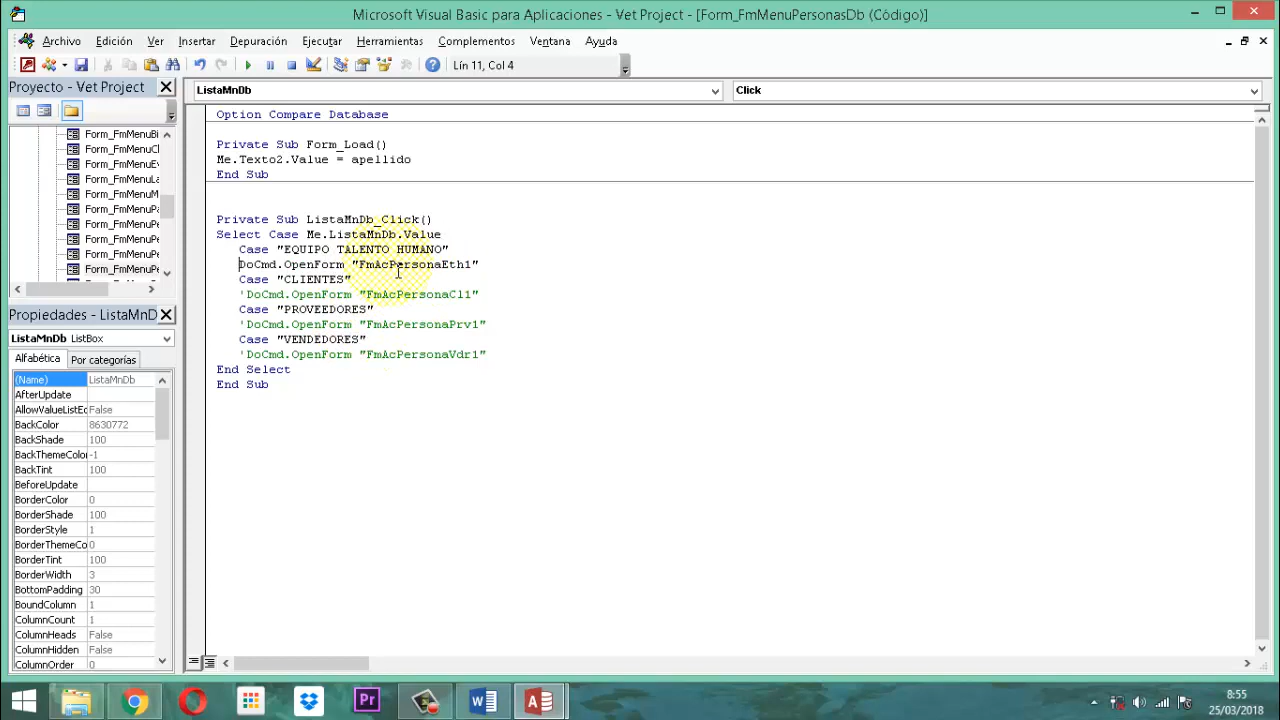 Microsoft Visual Basic para Aplicaciones - Vet Project - [Form_FmMenuPersonasDb (Código)]
Archivo Edición Ver Insertar Depuración Ejecutar Herramientas Complementos Ventana Ayuda
Lín 11, Col 4
Proyecto - Vet Project
Form_FmMenuBi
Form_FmMenuCl
Form_FmMenuEv
Form_FmMenuLa
Form_FmMenuM
Form_FmMenuPa
Form_FmMenuPe
Form_FmMenuPe
Form_FmMenuPe
Form_FmMenuPe
Propiedades - ListaMnD
ListaMnDb ListBox
Alfabética Por categorías
(Name) ListaMnDb
AfterUpdate
AllowValueListEc False
BackColor 8630772
BackShade 100
BackThemeColor -1
BackTint 100
BeforeUpdate
BorderColor 0
BorderShade 100
BorderStyle 1
BorderThemeCo 0
BorderTint 100
BorderWidth 3
BottomPadding 30
BoundColumn 1
ColumnCount 1
ColumnHeads False
ColumnHidden False
ColumnOrder 0
ListaMnDb Click
Option Compare Database
Private Sub Form_Load()
Me.Texto2.Value = apellido
End Sub
Private Sub ListaMnDb_Click()
Select Case Me.ListaMnDb.Value
Case "EQUIPO TALENTO HUMANO"
DoCmd.OpenForm "FmAcPersonaEth1"
Case "CLIENTES"
'DoCmd.OpenForm "FmAcPersonaCl1"
Case "PROVEEDORES"
'DoCmd.OpenForm "FmAcPersonaPrv1"
Case "VENDEDORES"
'DoCmd.OpenForm "FmAcPersonaVdr1"
End Select
End Sub
Pr
8:55
25/03/2018